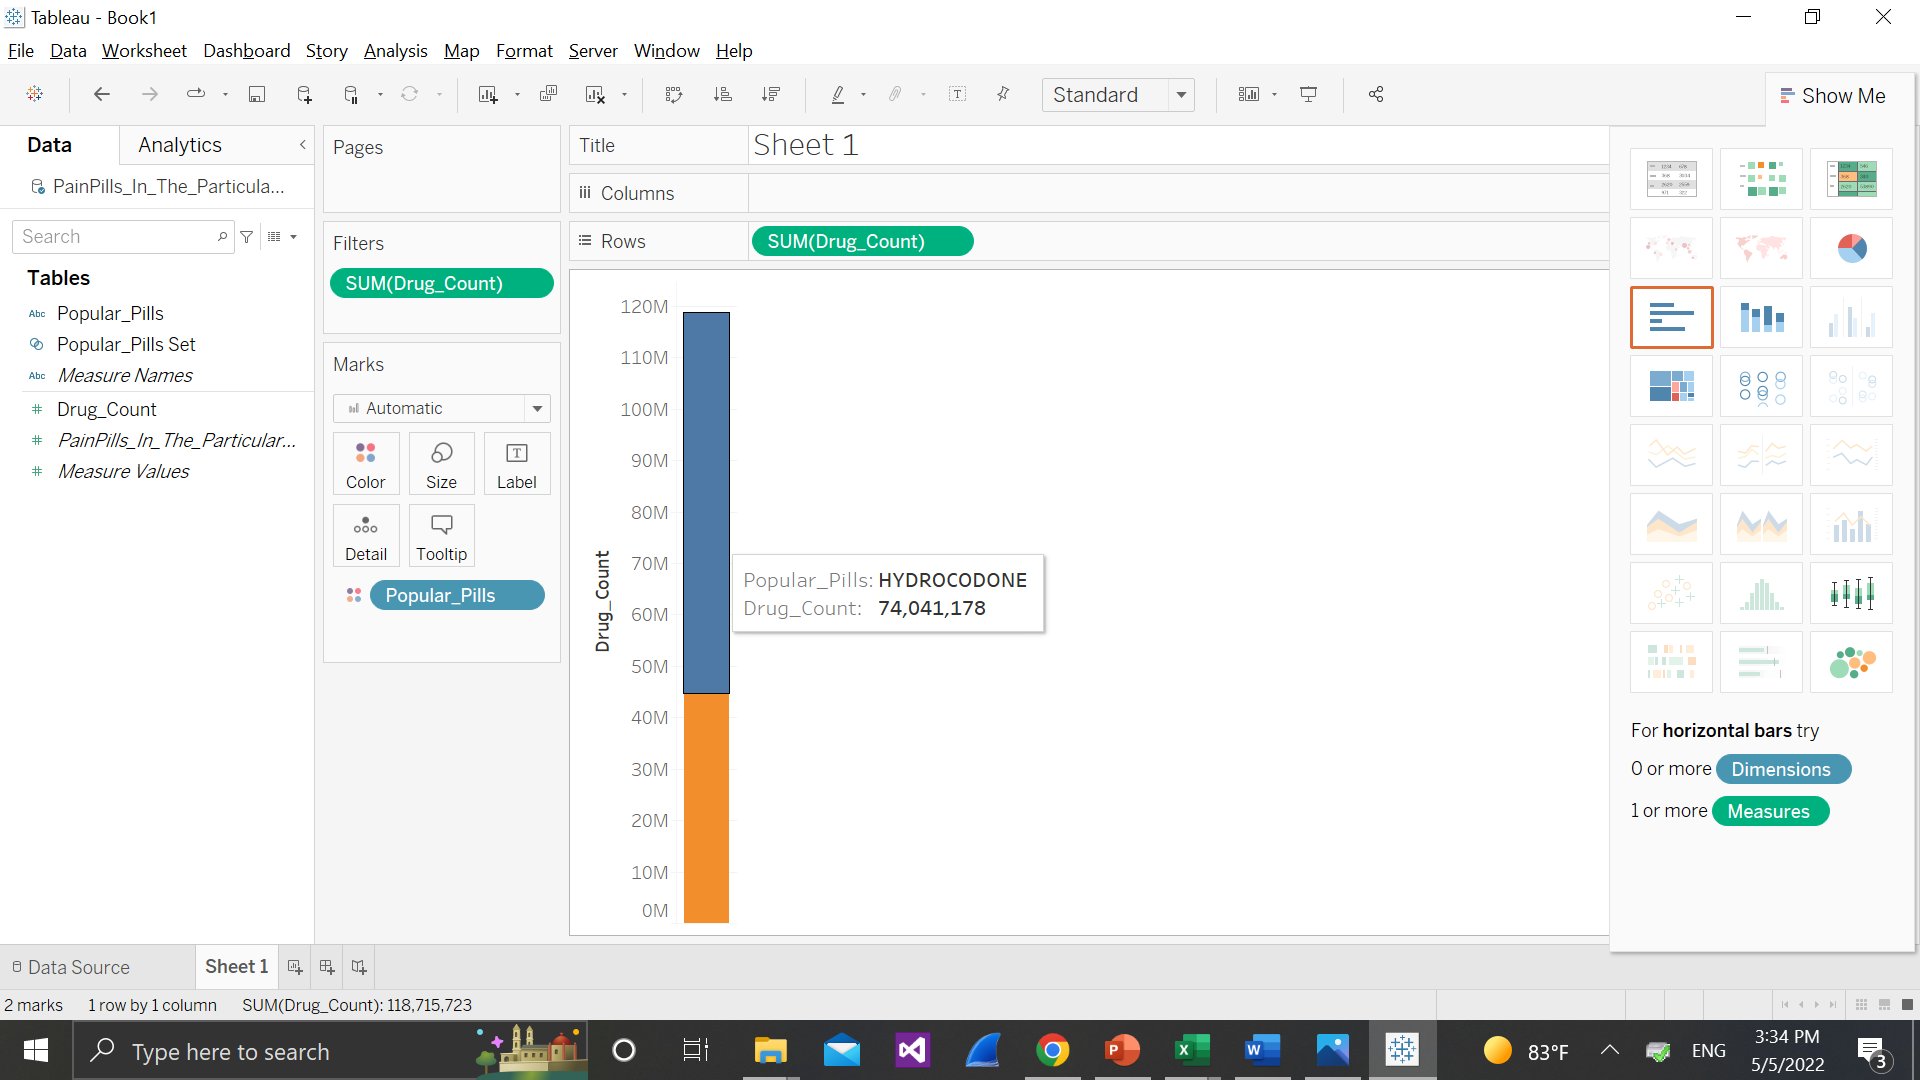 Tableau - Book1
File Data Worksheet Dashboard Story Analysis Map Format Server Window Help
Standard
Show Me
Data Analytics
PainPills_In_The_Particula...
Search
Tables
Abc Popular_Pills
Popular_Pills Set
Abc Measure Names
# Drug_Count
# PainPills_In_The_Particular...
# Measure Values
Pages
Filters
SUM(Drug_Count)
Marks
Automatic
Color Size Label
Detail Tooltip
Popular_Pills
Title Sheet 1
Columns
Rows SUM(Drug_Count)
120M
110M
100M
90M
80M
70M
60M
50M
40M
30M
20M
10M
0M
Drug_Count
Popular_Pills: HYDROCODONE
Drug_Count: 74,041,178
For horizontal bars try
0 or more Dimensions
1 or more Measures
Data Source Sheet 1
2 marks 1 row by 1 column SUM(Drug_Count): 118,715,723
Type here to search
83°F
ENG
3:34 PM
5/5/2022
3